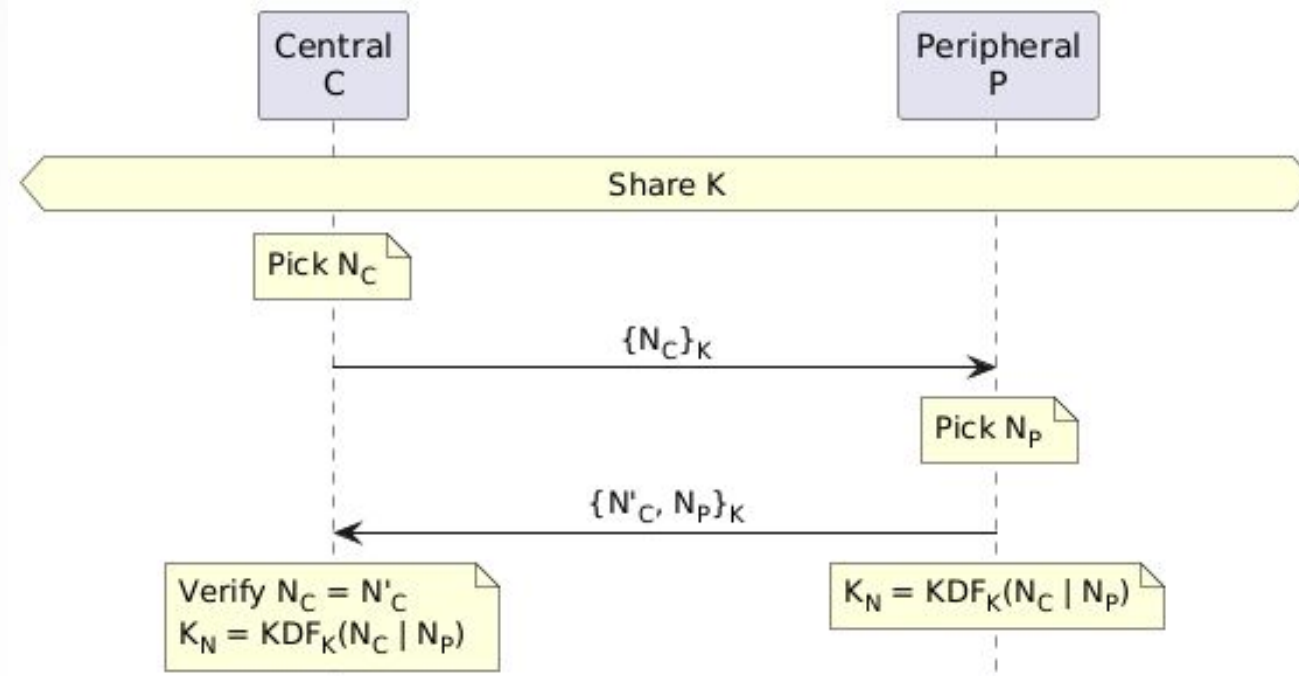 Central
C
Peripheral
P
Share K
Pick N_C
{N_C}_K
Pick N_P
{N'_C, N_P}_K
Verify N_C = N'_C
K_N = KDF_K(N_C | N_P)
K_N = KDF_K(N_C | N_P)